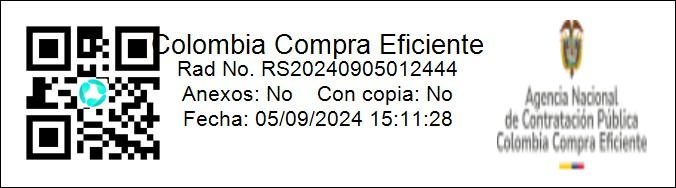 Colombia Compra Eficiente
Rad No. RS20240905012444
Anexos: No    Con copia: No
Fecha: 05/09/2024 15:11:28
Agencia Nacional
de Contratación Pública
Colombia Compra Eficiente